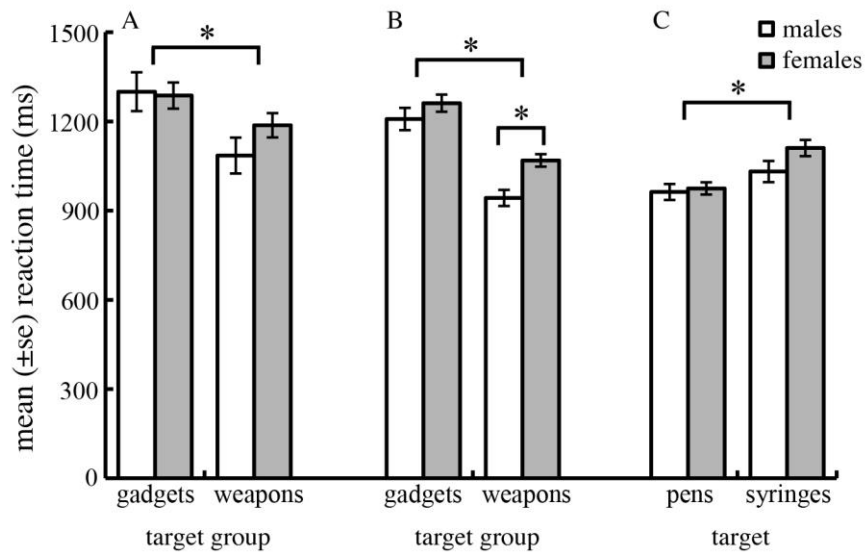 A
B
C
males
females
*
*
*
*
mean (±se) reaction time (ms)
1500
1200
900
600
300
0
gadgets weapons
target group
gadgets weapons
target group
pens syringes
target